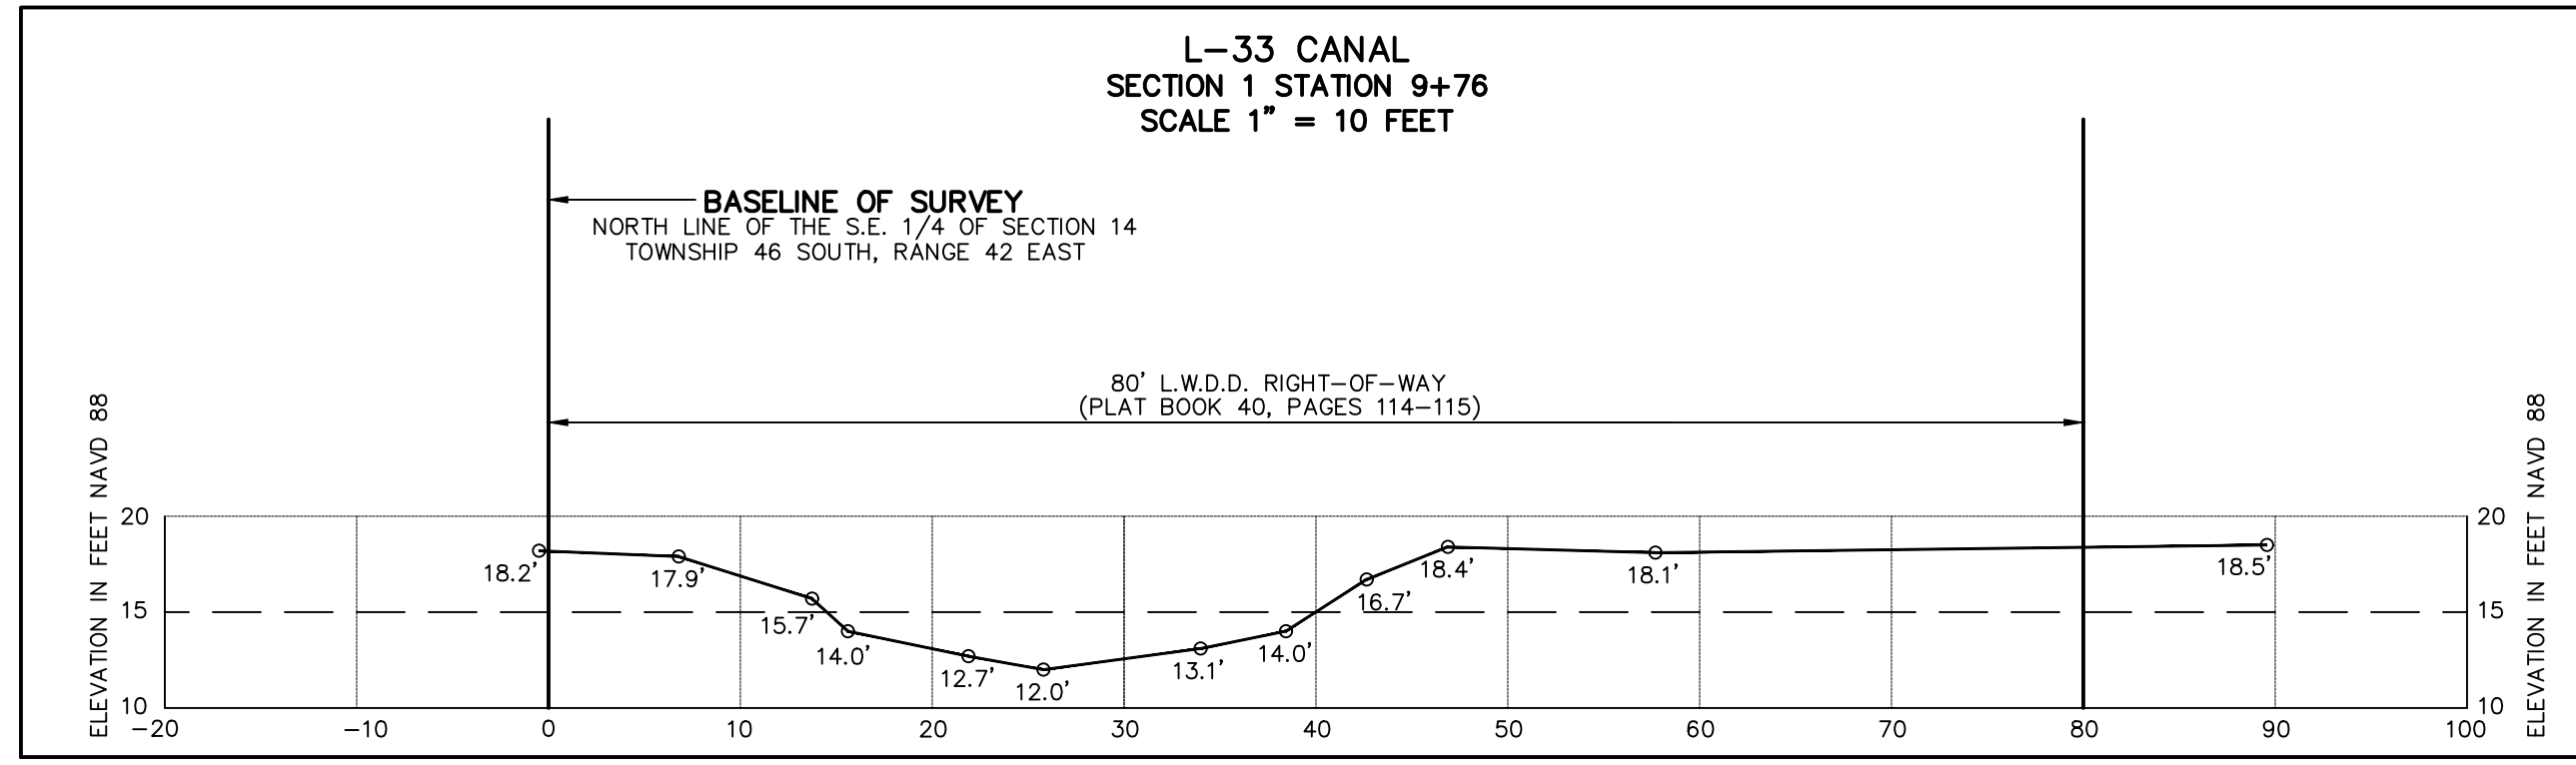 L-33 CANAL
SECTION 1 STATION 9+76
SCALE 1" = 10 FEET
BASELINE OF SURVEY
NORTH LINE OF THE S.E. 1/4 OF SECTION 14
TOWNSHIP 46 SOUTH, RANGE 42 EAST
80' L.W.D.D. RIGHT-OF-WAY
(PLAT BOOK 40, PAGES 114-115)
ELEVATION IN FEET NAVD 88
20
15
10
18.2'
17.9'
15.7'
14.0'
12.7'
12.0'
13.1'
14.0'
16.7'
18.4'
18.1'
18.5'
20
15
10
ELEVATION IN FEET NAVD 88
-20 -10 0 10 20 30 40 50 60 70 80 90 100